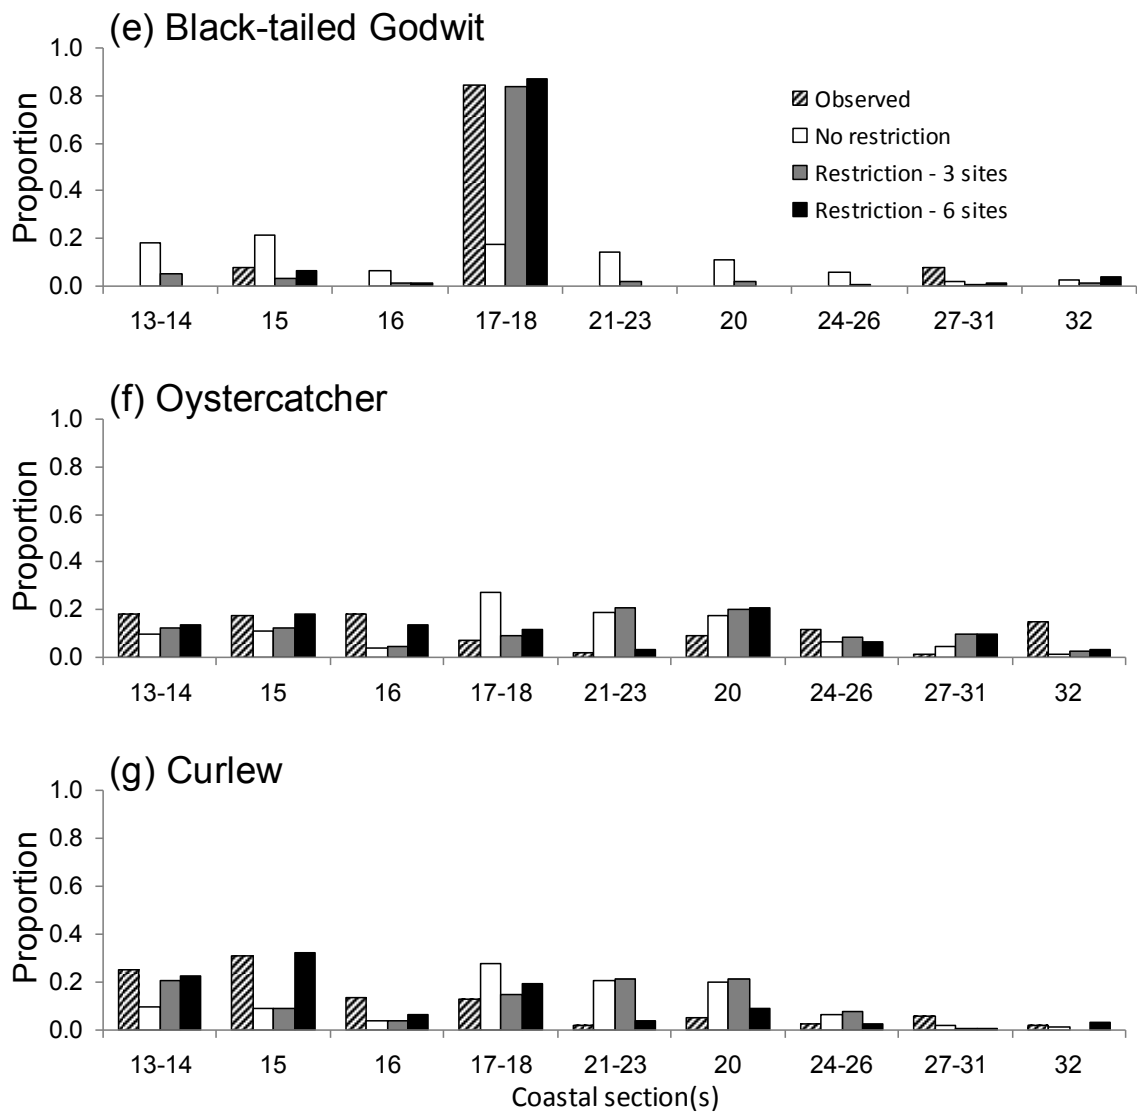 (e) Black-tailed Godwit
Proportion
1.0
0.8
0.6
0.4
0.2
0.0
Observed
No restriction
Restriction - 3 sites
Restriction - 6 sites
13-14 15 16 17-18 21-23 20 24-26 27-31 32
(f) Oystercatcher
Proportion
1.0
0.8
0.6
0.4
0.2
0.0
13-14 15 16 17-18 21-23 20 24-26 27-31 32
(g) Curlew
Proportion
1.0
0.8
0.6
0.4
0.2
0.0
13-14 15 16 17-18 21-23 20 24-26 27-31 32
Coastal section(s)